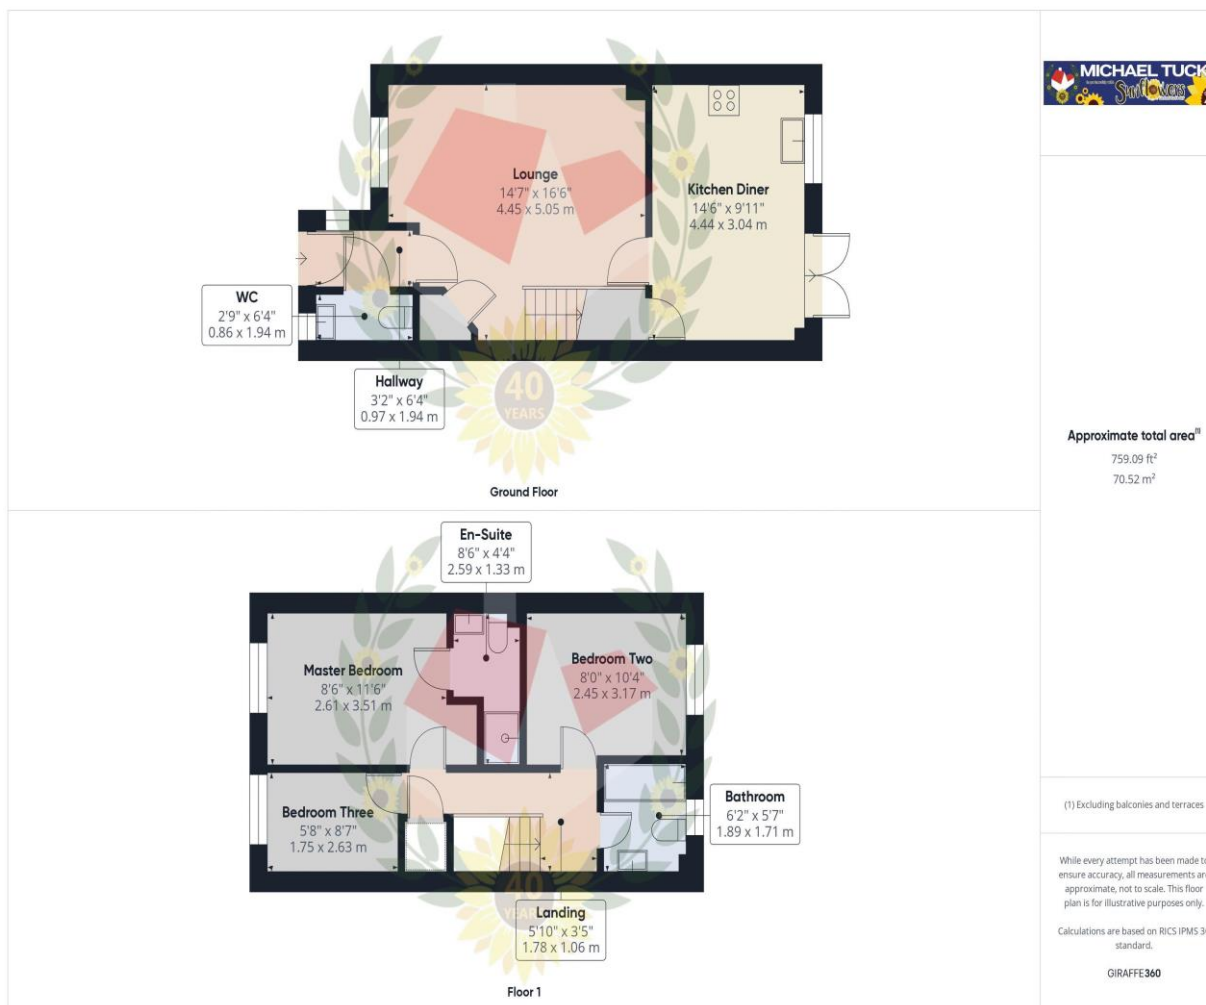 Lounge
14'7" x 16'6"
4.45 x 5.05 m
Kitchen Diner
14'6" x 9'11"
4.44 x 3.04 m
WC
2'9" x 6'4"
0.86 x 1.94 m
Hallway
3'2" x 6'4"
0.97 x 1.94 m
40
YEARS
Ground Floor
En-Suite
8'6" x 4'4"
2.59 x 1.33 m
Master Bedroom
8'6" x 11'6"
2.61 x 3.51 m
Bedroom Two
8'0" x 10'4"
2.45 x 3.17 m
Bedroom Three
5'8" x 8'7"
1.75 x 2.63 m
Bathroom
6'2" x 5'7"
1.89 x 1.71 m
40
YEA
Landing
5'10" x 3'5"
1.78 x 1.06 m
Floor 1
MICHAEL TUCK
Sunflowers
Approximate total area(1)
759.09 ft²
70.52 m²
(1) Excluding balconies and terraces
While every attempt has been made to
ensure accuracy, all measurements are
approximate, not to scale. This floor
plan is for illustrative purposes only.
Calculations are based on RICS IPMS 3
standard.
GIRAFFE360